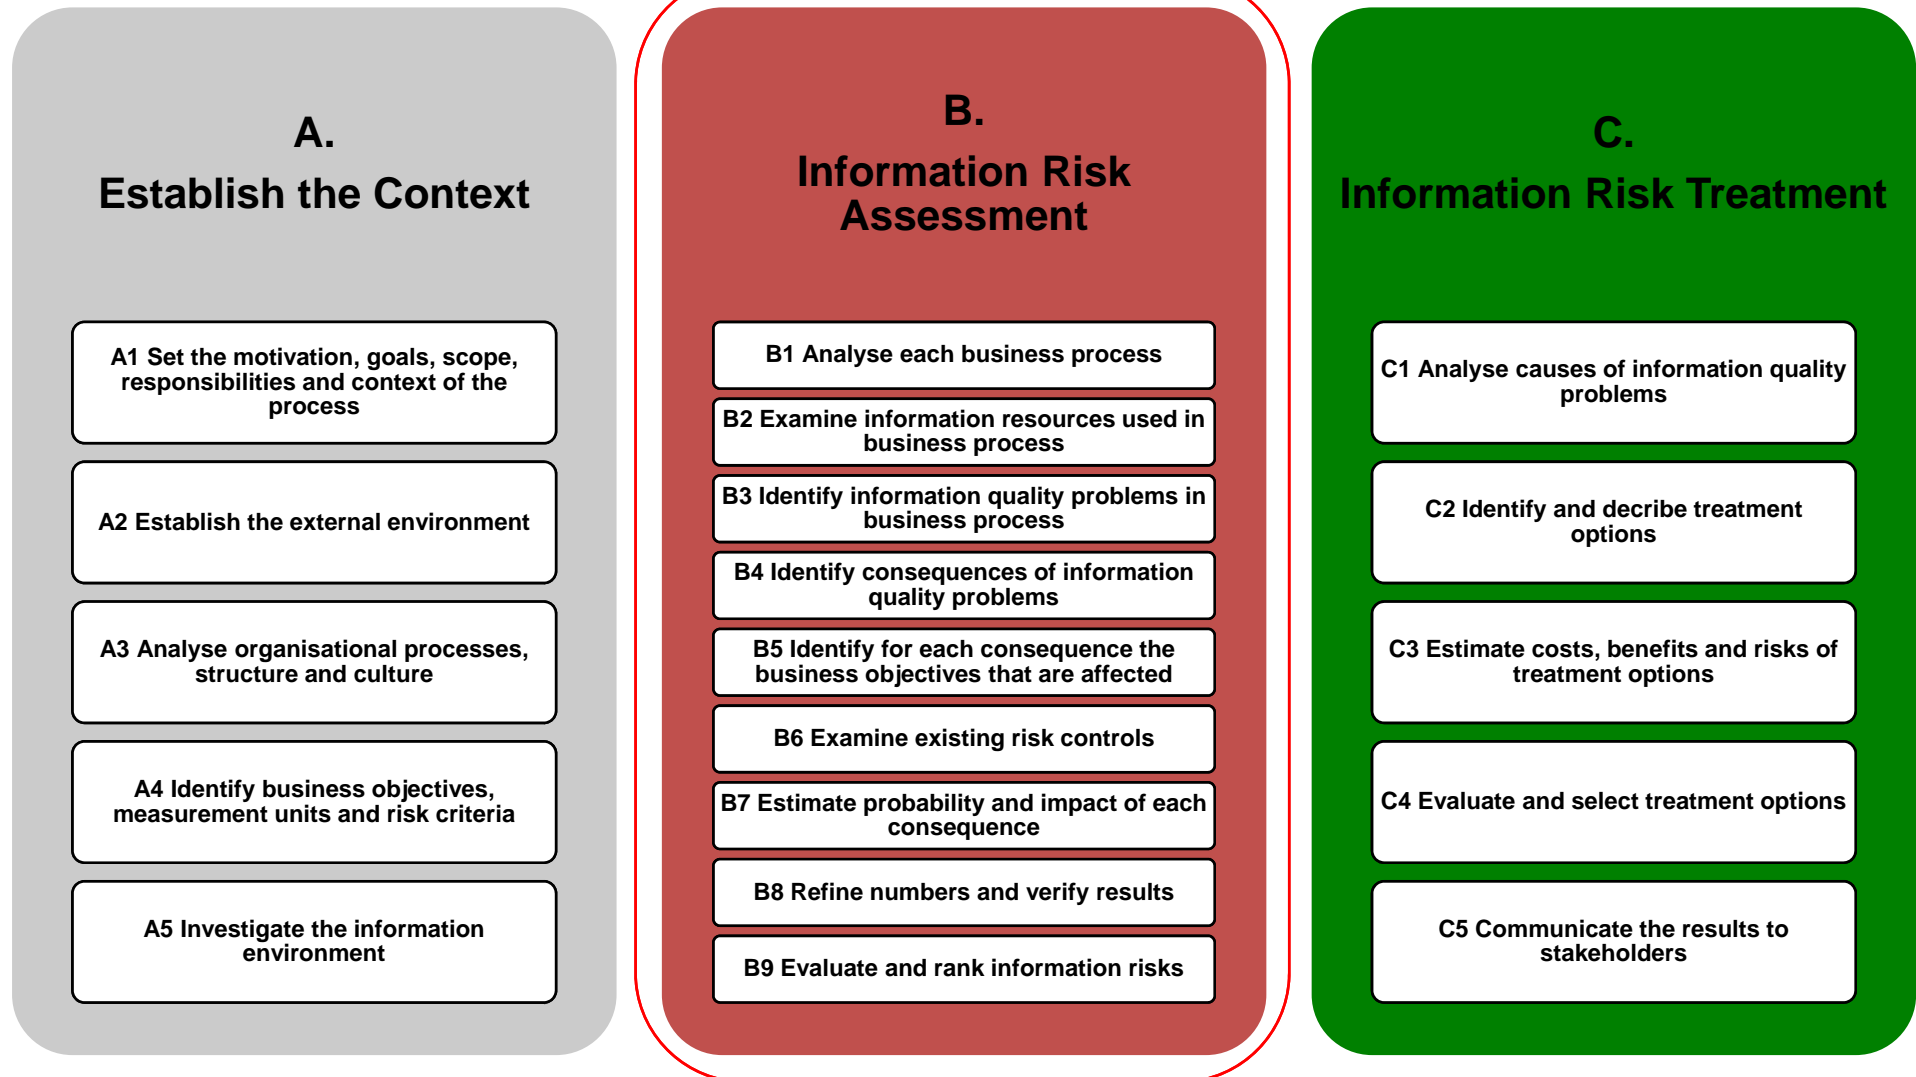 A.
Establish the Context
A1 Set the motivation, goals, scope,
responsibilities and context of the
process
A2 Establish the external environment
A3 Analyse organisational processes,
structure and culture
A4 Identify business objectives,
measurement units and risk criteria
A5 Investigate the information
environment
B.
Information Risk
Assessment
B1 Analyse each business process
B2 Examine information resources used in
business process
B3 Identify information quality problems in
business process
B4 Identify consequences of information
quality problems
B5 Identify for each consequence the
business objectives that are affected
B6 Examine existing risk controls
B7 Estimate probability and impact of each
consequence
B8 Refine numbers and verify results
B9 Evaluate and rank information risks
C.
Information Risk Treatment
C1 Analyse causes of information quality
problems
C2 Identify and decribe treatment
options
C3 Estimate costs, benefits and risks of
treatment options
C4 Evaluate and select treatment options
C5 Communicate the results to
stakeholders